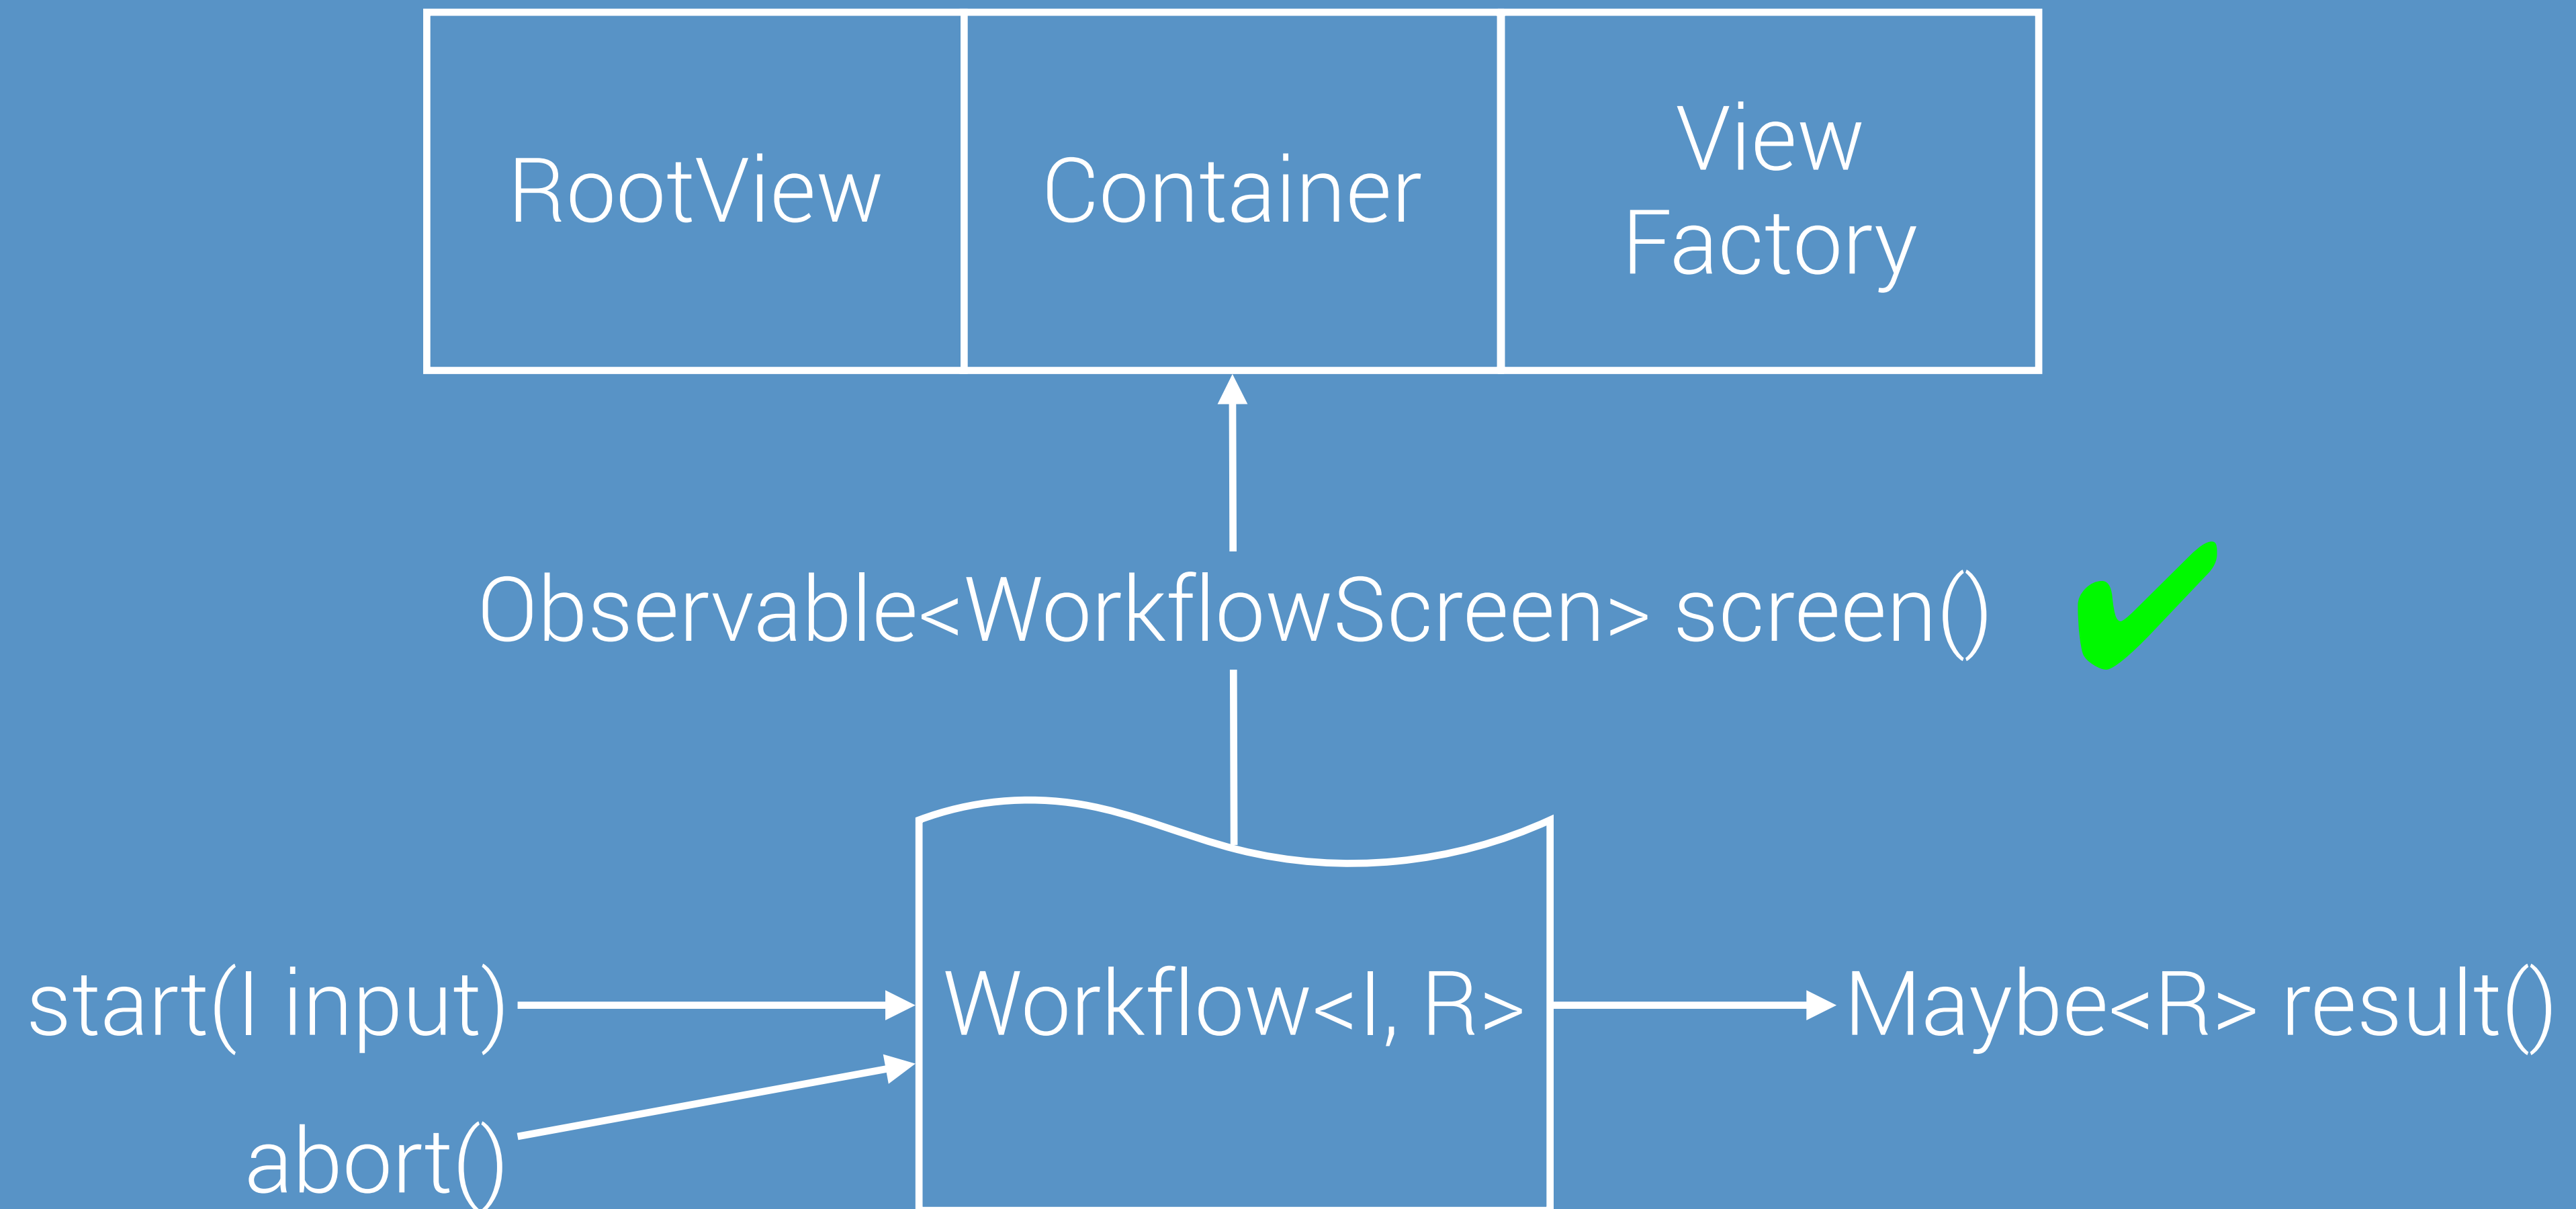 RootView
Container
View
Factory
Observable<WorkflowScreen> screen()
start(I input)
Workflow<I, R>
Maybe<R> result()
abort()